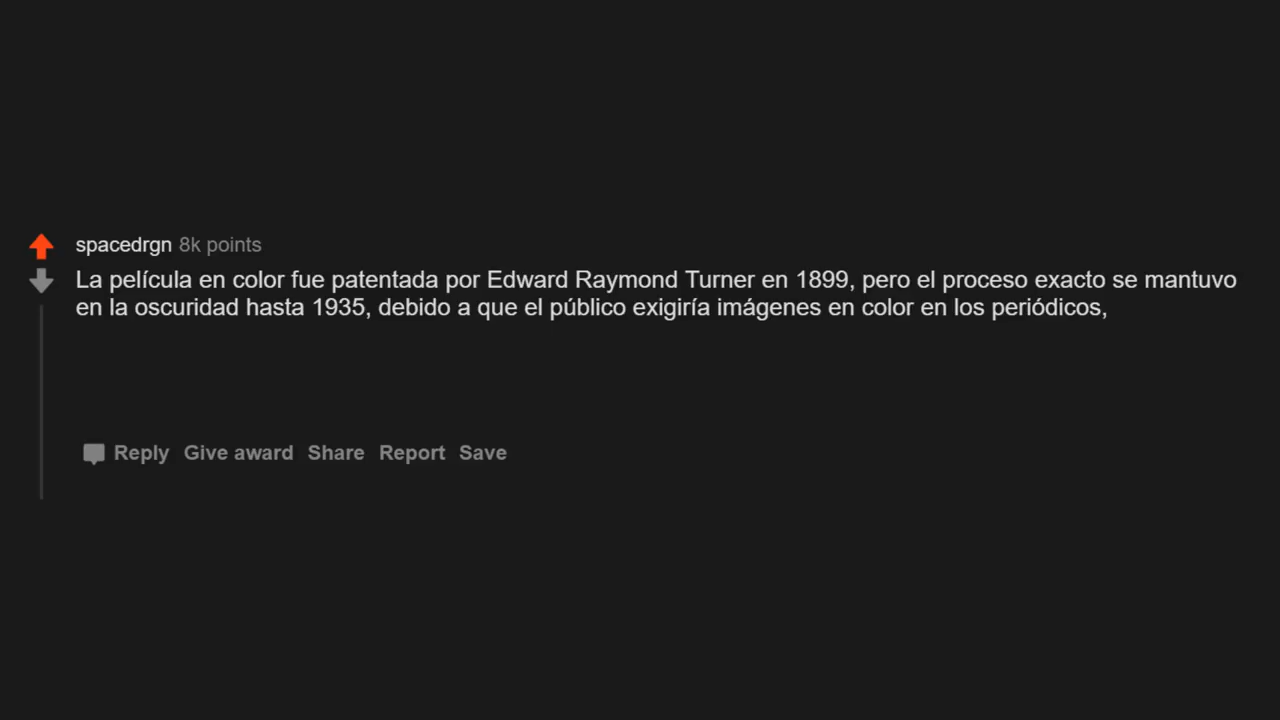 spacedrgn 8k points
La película en color fue patentada por Edward Raymond Turner en 1899, pero el proceso exacto se mantuvo
en la oscuridad hasta 1935, debido a que el público exigiría imágenes en color en los periódicos,
Reply Give award Share Report Save